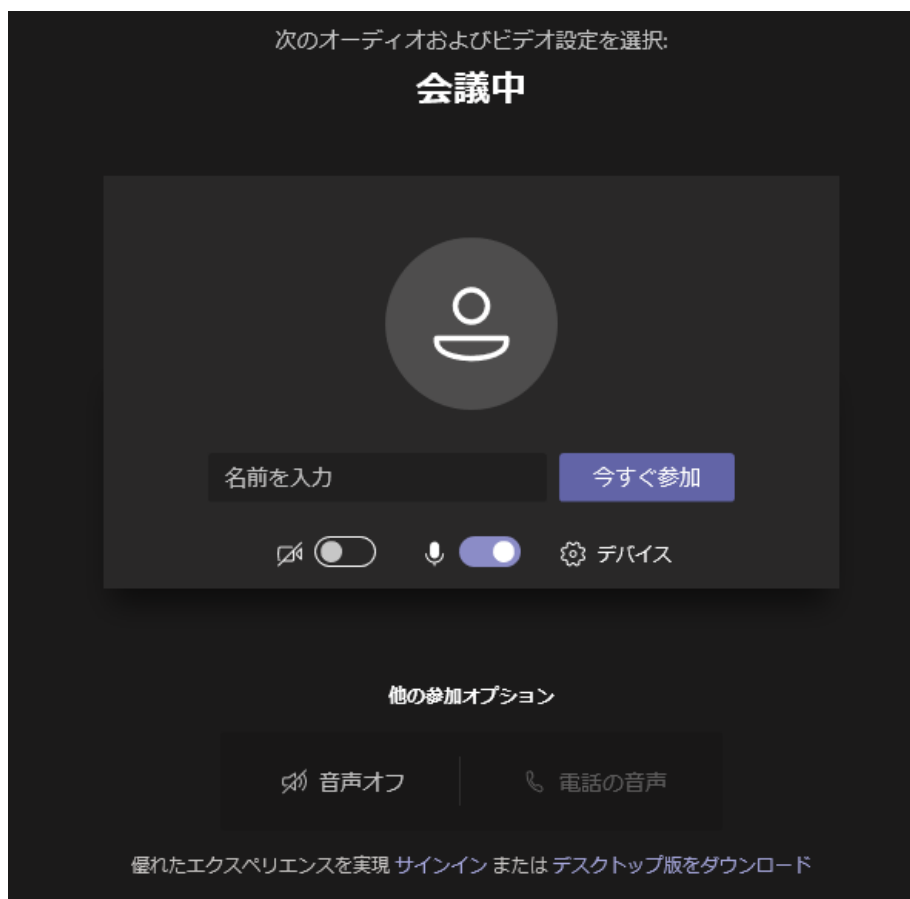 次のオーディオおよびビデオ設定を選択:
会議中
名前を入力
今すぐ参加
デバイス
他の参加オプション
音声オフ
電話の音声
優れたエクスペリエンスを実現 サインイン または デスクトップ版をダウンロード